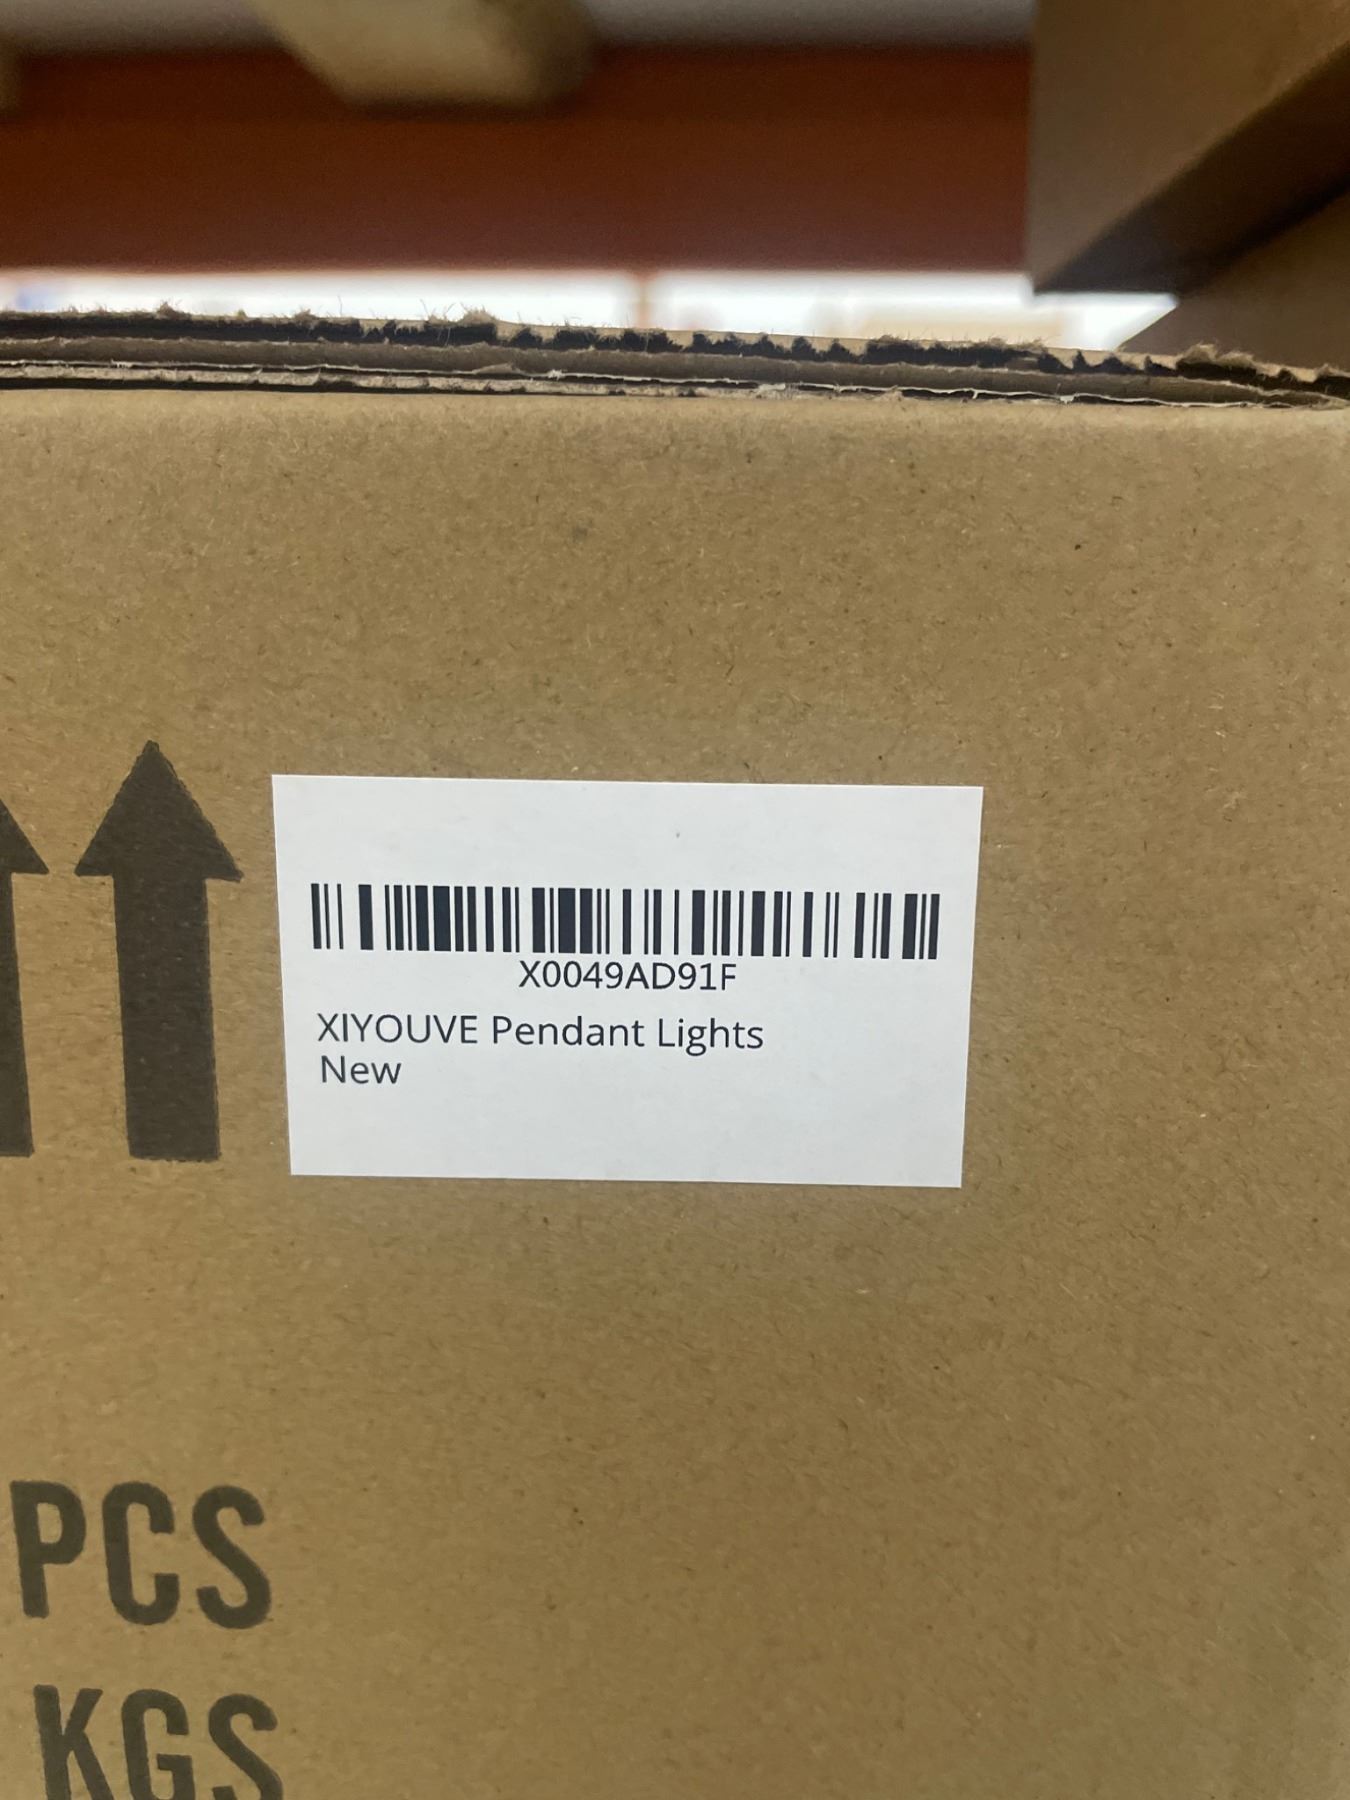 X0049AD91F
XIYOUVE Pendant Lights
New
PCS
KGS